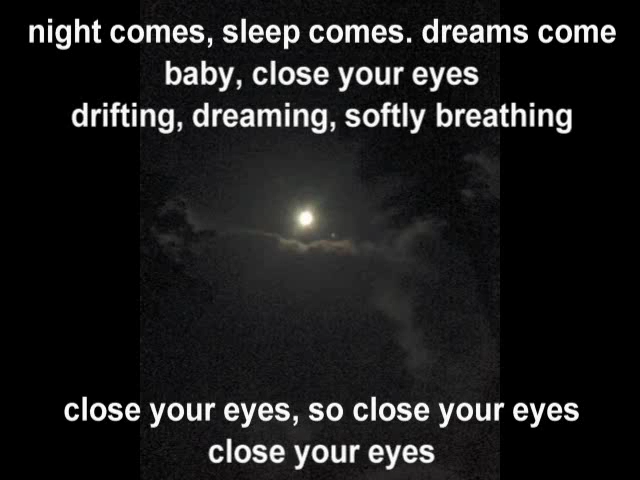 night comes, sleep comes. dreams come
baby, close your eyes
drifting, dreaming, softly breathing
close your eyes, so close your eyes
close your eyes